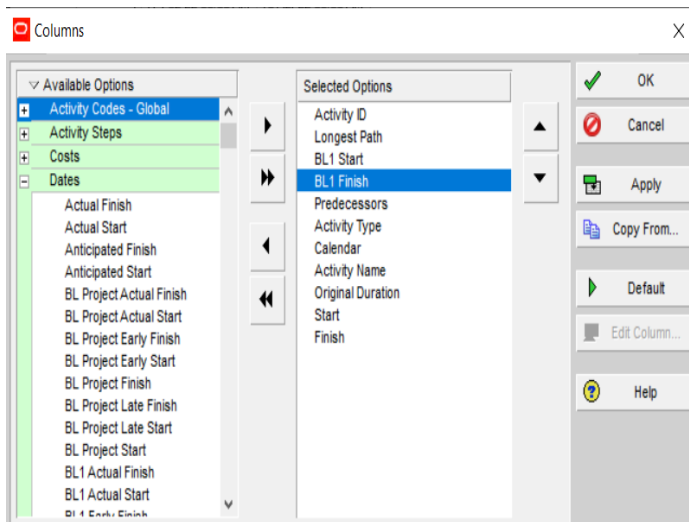 Columns
Available Options
Activity Codes - Global
Activity Steps
Costs
Dates
Actual Finish
Actual Start
Anticipated Finish
Anticipated Start
BL Project Actual Finish
BL Project Actual Start
BL Project Early Finish
BL Project Early Start
BL Project Finish
BL Project Late Finish
BL Project Late Start
BL Project Start
BL1 Actual Finish
BL1 Actual Start
BL1 Early Finish
Selected Options
Activity ID
Longest Path
BL1 Start
BL1 Finish
Predecessors
Activity Type
Calendar
Activity Name
Original Duration
Start
Finish
OK
Cancel
Apply
Copy From...
Default
Edit Column...
Help